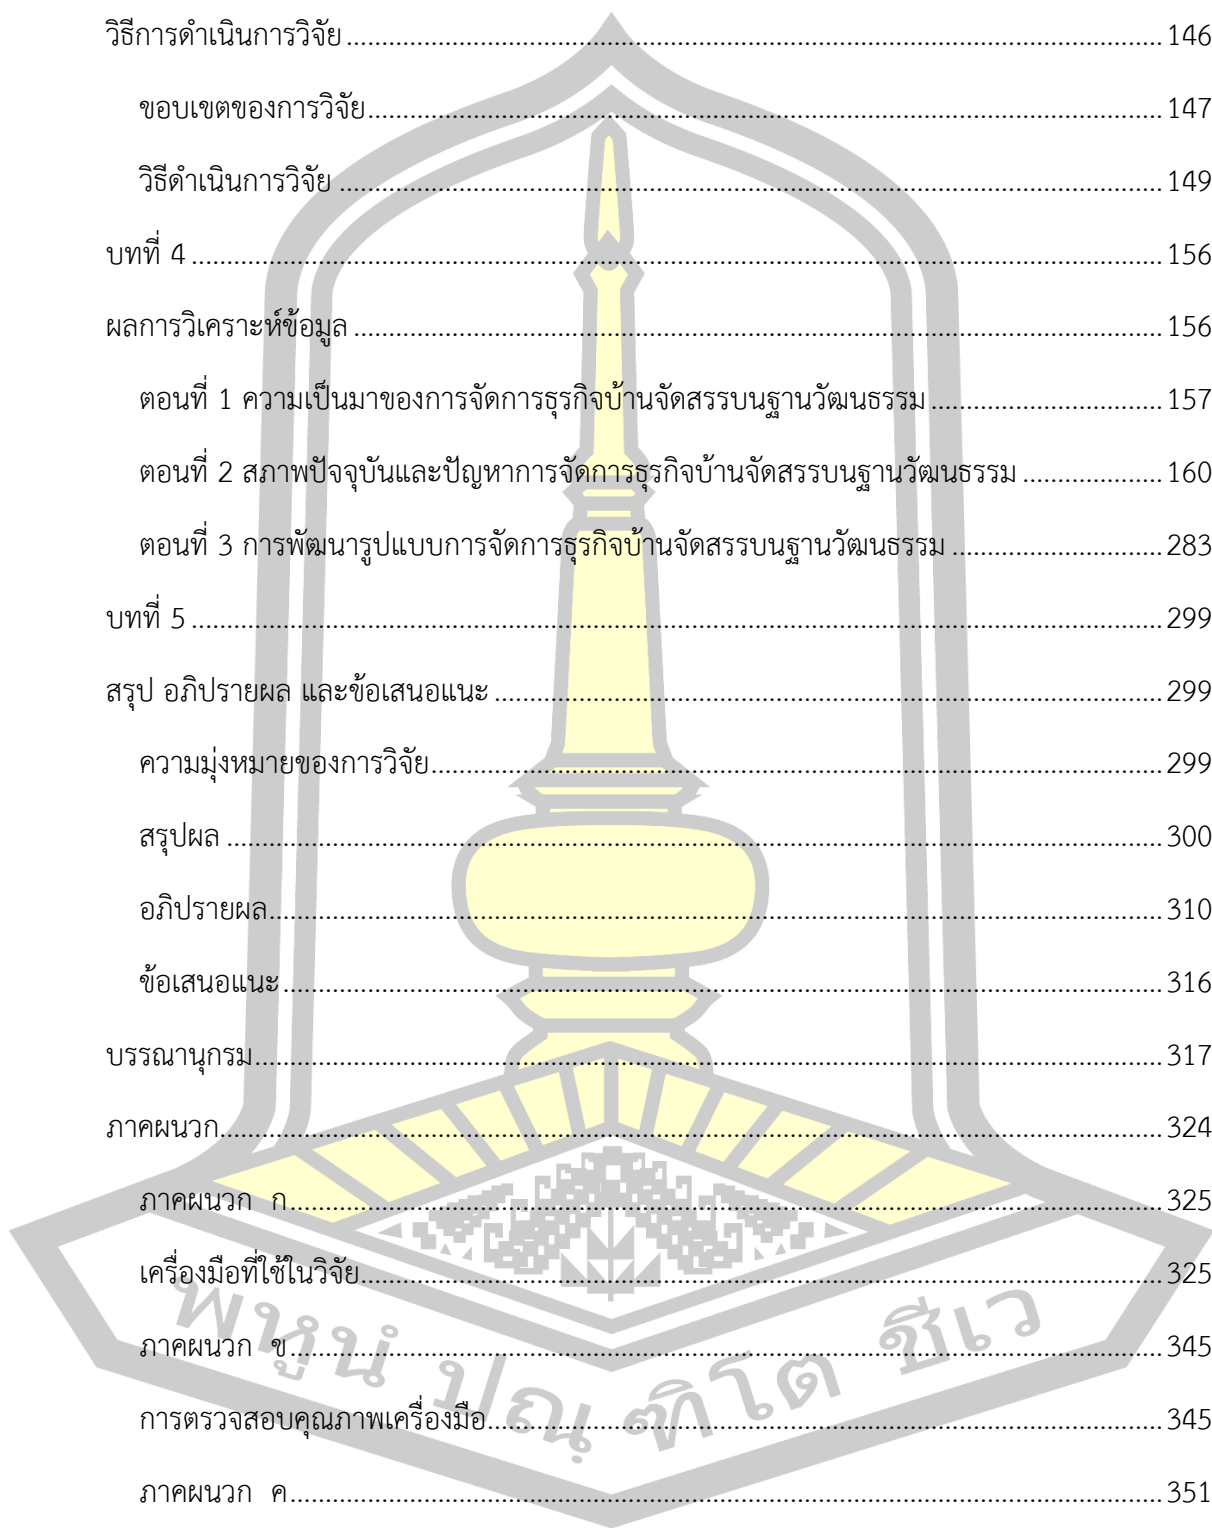 วิธีการดำเนินการวิจัย 146
ขอบเขตของการวิจัย 147
วิธีดำเนินการวิจัย 149
บทที่ 4 156
ผลการวิเคราะห์ข้อมูล 156
ตอนที่ 1 ความเป็นมาของการจัดการธุรกิจบ้านจัดสรรบนฐานวัฒนธรรม 157
ตอนที่ 2 สภาพปัจจุบันและปัญหาการจัดการธุรกิจบ้านจัดสรรบนฐานวัฒนธรรม 160
ตอนที่ 3 การพัฒนารูปแบบการจัดการธุรกิจบ้านจัดสรรบนฐานวัฒนธรรม 283
บทที่ 5 299
สรุป อภิปรายผล และข้อเสนอแนะ 299
ความมุ่งหมายของการวิจัย 299
สรุปผล 300
อภิปรายผล 310
ข้อเสนอแนะ 316
บรรณานุกรม 317
ภาคผนวก 324
ภาคผนวก ก 325
เครื่องมือที่ใช้ในวิจัย 325
ภาคผนวก ข 345
การตรวจสอบคุณภาพเครื่องมือ 345
ภาคผนวก ค 351
พหูนํ ปณฺฑิโต ชีเว